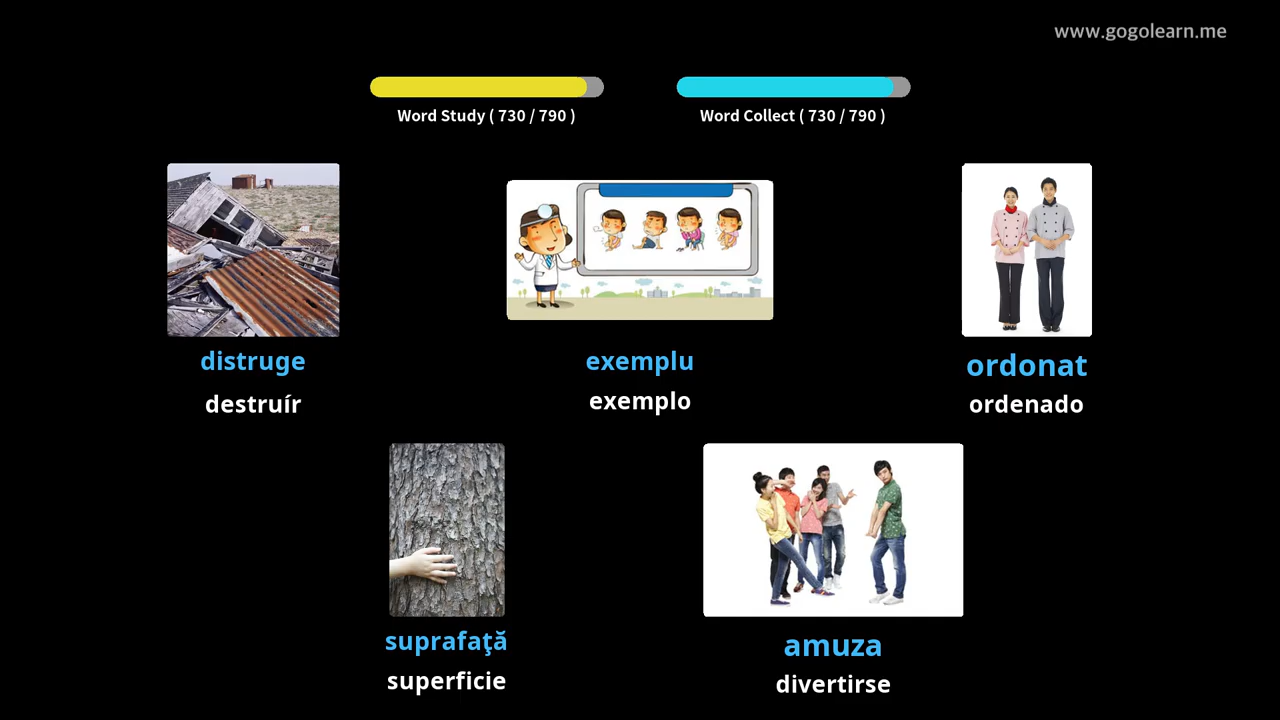 www.gogolearn.me
Word Study ( 730 / 790 )
Word Collect ( 730 / 790 )
distruge
destruír
exemplu
exemplo
ordonat
ordenado
suprafaţă
superficie
amuza
divertirse